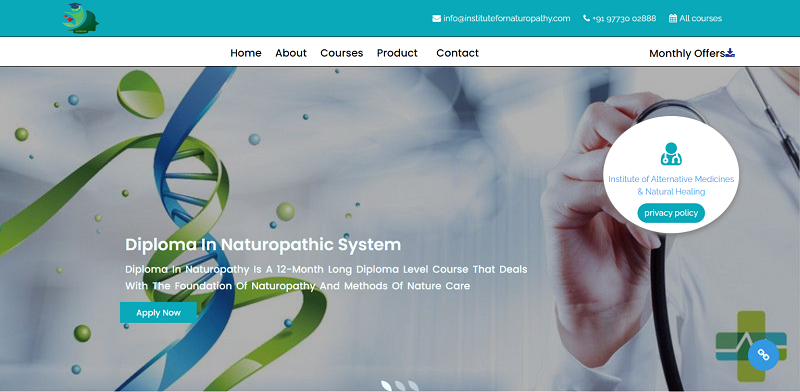 info@institutefornaturopathy.com +91 97730 02888 All courses
Home About Courses Product Contact Monthly Offers
Institute of Alternative Medicines
& Natural Healing
privacy policy
Diploma In Naturopathic System
Diploma In Naturopathy Is A 12-Month Long Diploma Level Course That Deals
With The Foundation Of Naturopathy And Methods Of Nature Care
Apply Now